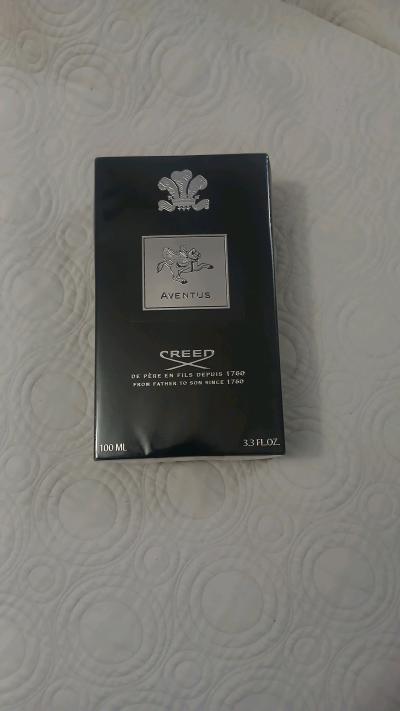 AVENTUS
CREED
DE PÈRE EN FILS DEPUIS 1760
FROM FATHER TO SON SINCE 1760
100 ML
3.3 FL.OZ.